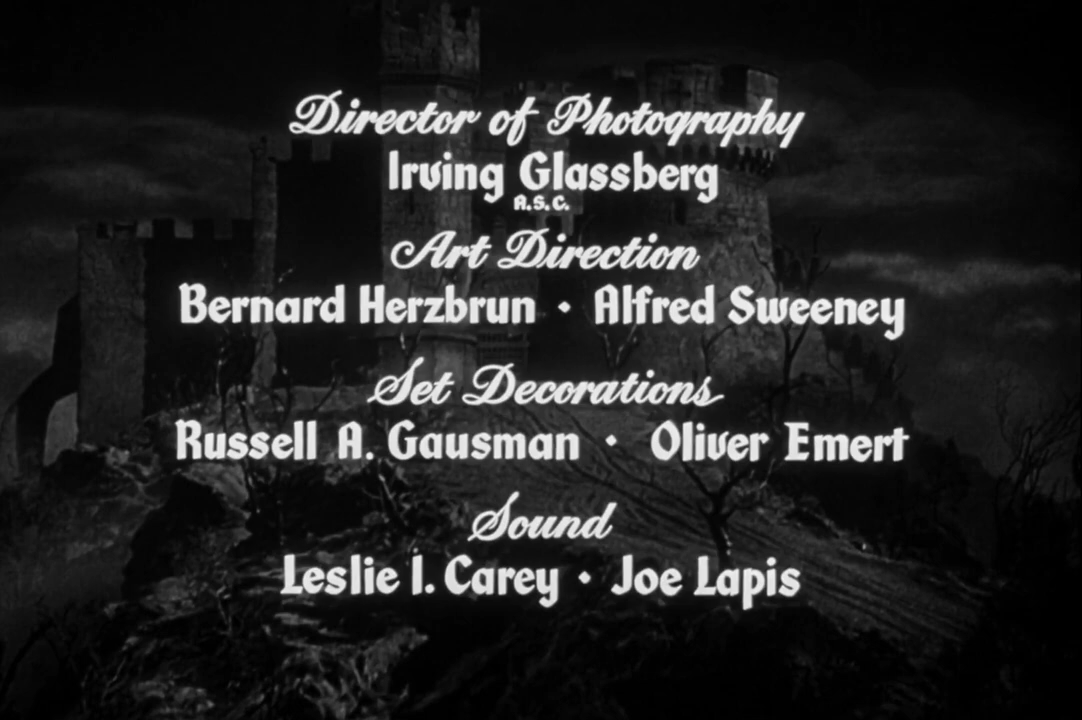 Director of Photography
Irving Glassberg
A.S.C.
Art Direction
Bernard Herzbrun • Alfred Sweeney
Set Decorations
Russell A. Gausman • Oliver Emert
Sound
Leslie I. Carey • Joe Lapis